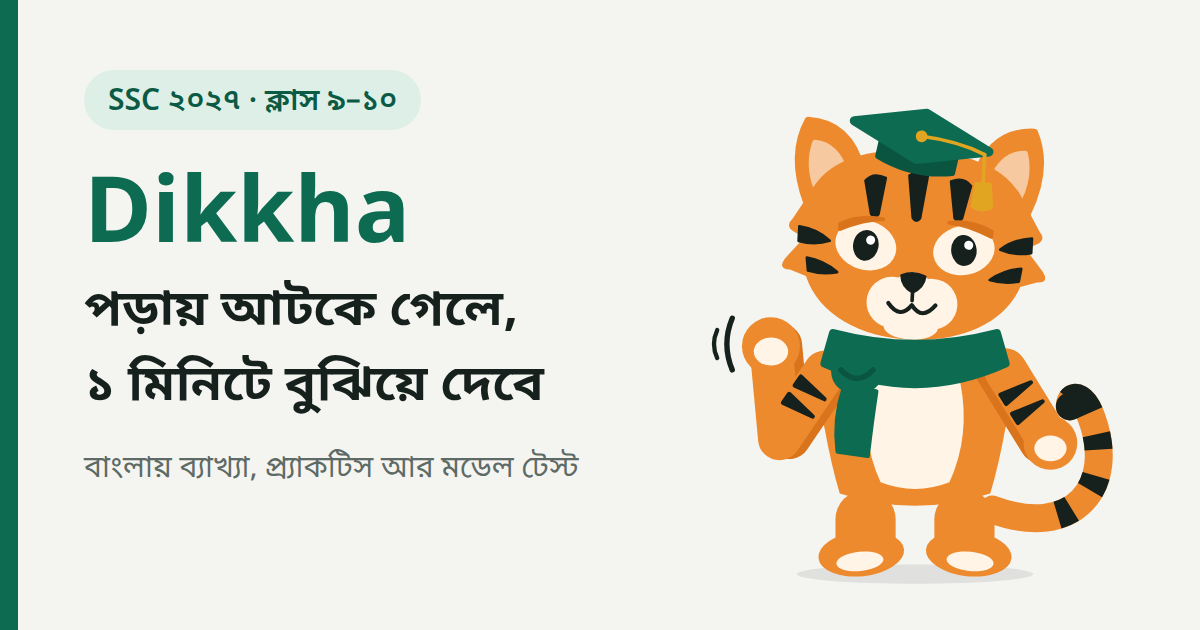 SSC ২০২৭ · ক্লাস ৯–১০
Dikkha
পড়ায় আটকে গেলে,
১ মিনিটে বুঝিয়ে দেবে
বাংলায় ব্যাখ্যা, প্র্যাকটিস আর মডেল টেস্ট